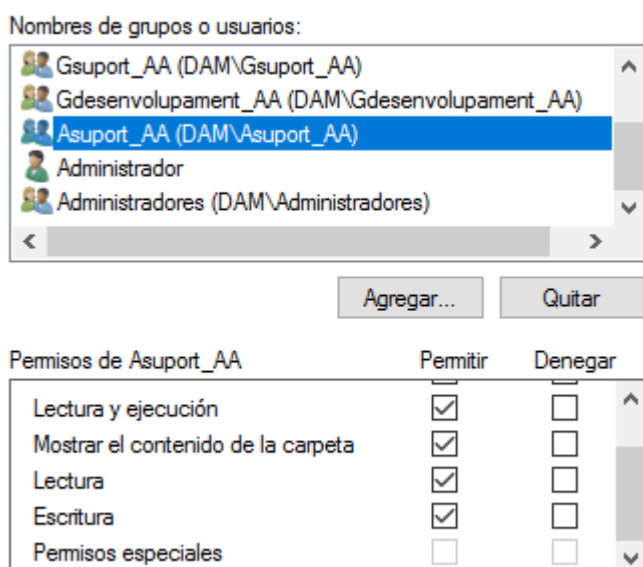 Nombres de grupos o usuarios:
Gsuport_AA (DAM\Gsuport_AA)
Gdesenvolupament_AA (DAM\Gdesenvolupament_AA)
Asuport_AA (DAM\Asuport_AA)
Administrador
Administradores (DAM\Administradores)
Agregar... Quitar
Permisos de Asuport_AA Permitir Denegar
Lectura y ejecución
Mostrar el contenido de la carpeta
Lectura
Escritura
Permisos especiales